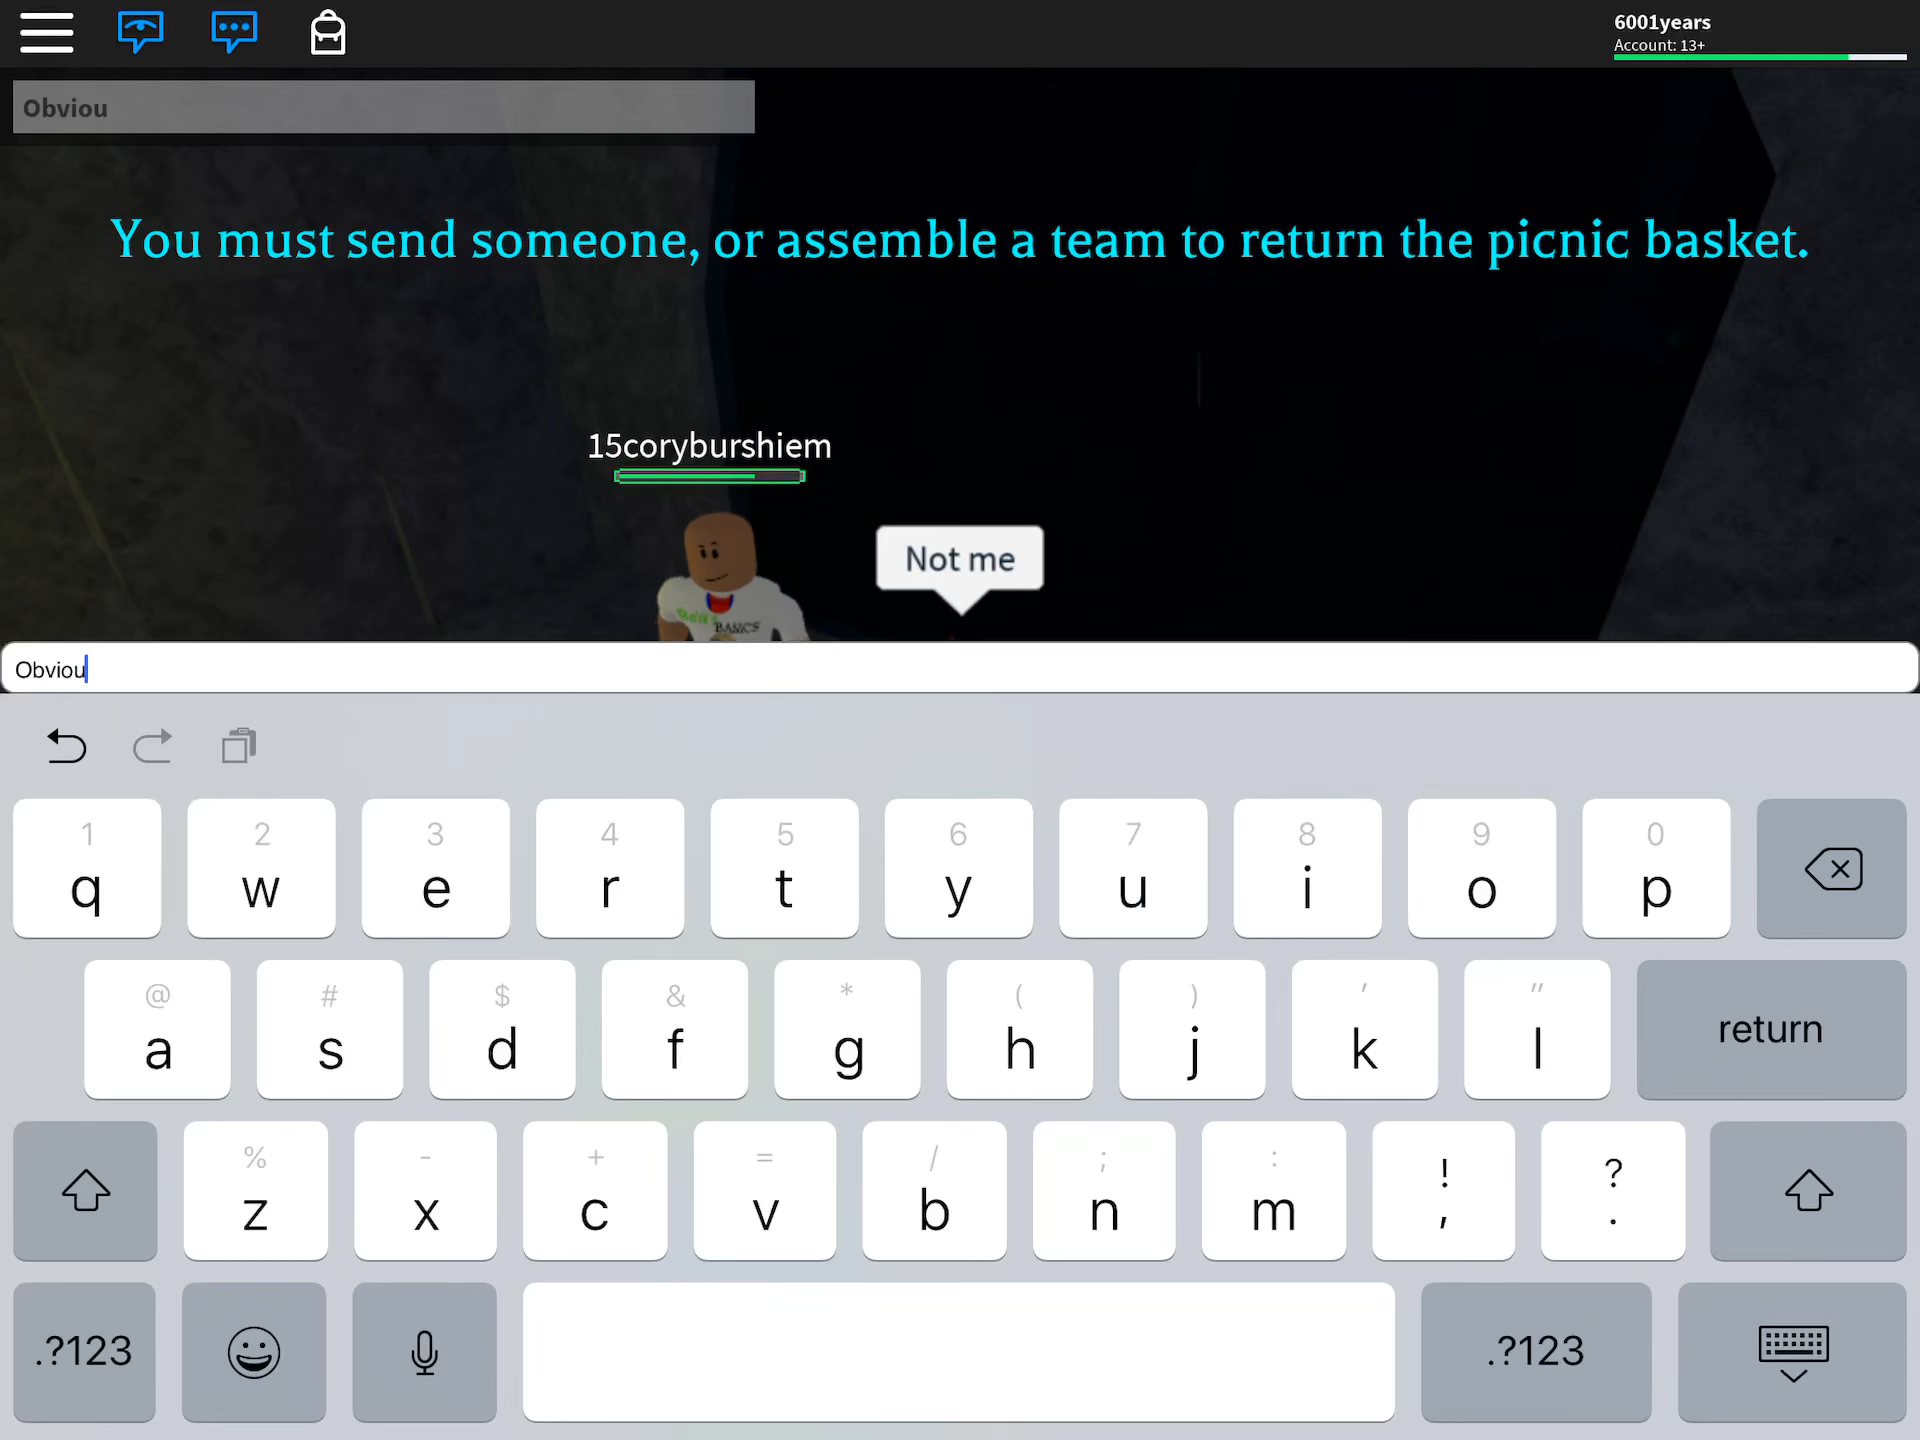 6001years
Account: 13+
Obviou
You must send someone, or assemble a team to return the picnic basket.
15coryburshiem
Not me
BASICS
Obviou
1 2 3 4 5 6 7 8 9 0
q w e r t y u i o p
@ # $ & * ( ) ' "
a s d f g h j k l return
% - + = / ; : ! ?
z x c v b n m , .
.?123 .?123